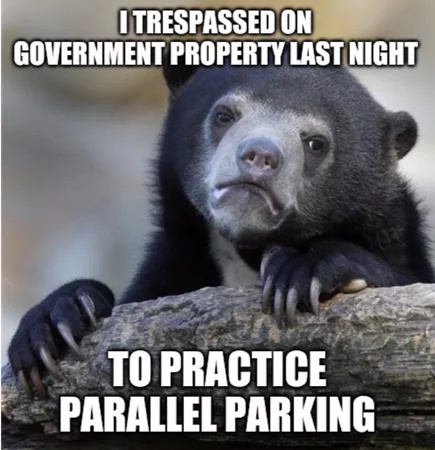 I TRESPASSED ON
GOVERNMENT PROPERTY LAST NIGHT
TO PRACTICE
PARALLEL PARKING